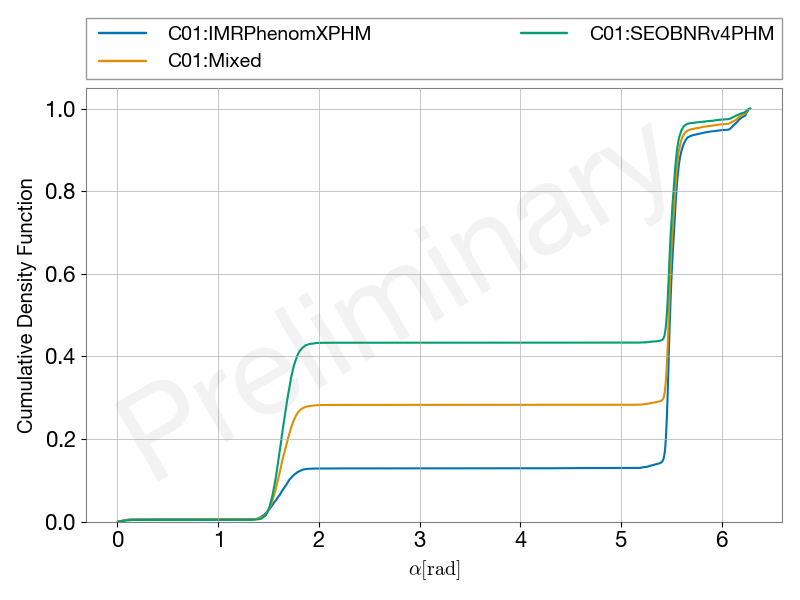 C01:IMRPhenomXPHM
C01:Mixed
C01:SEOBNRv4PHM
1.0
0.8
0.6
0.4
0.2
0.0
Cumulative Density Function
Preliminary
0 1 2 3 4 5 6
α[rad]